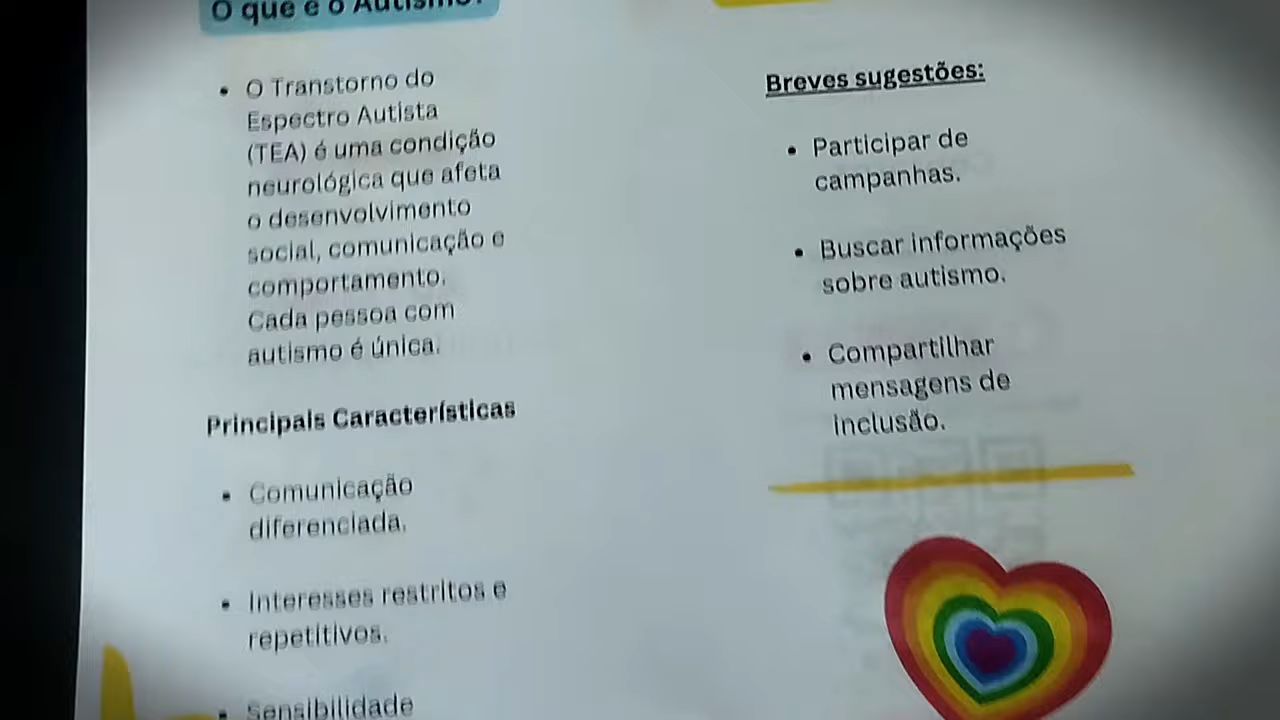 O que é o Autismo?
O Transtorno do
Espectro Autista
(TEA) é uma condição
neurológica que afeta
o desenvolvimento
social, comunicação e
comportamento.
Cada pessoa com
autismo é única.
Principais Características
Comunicação
diferenciada.
Interesses restritos e
repetitivos.
Sensibilidade
Breves sugestões:
Participar de
campanhas.
Buscar informações
sobre autismo.
Compartilhar
mensagens de
inclusão.